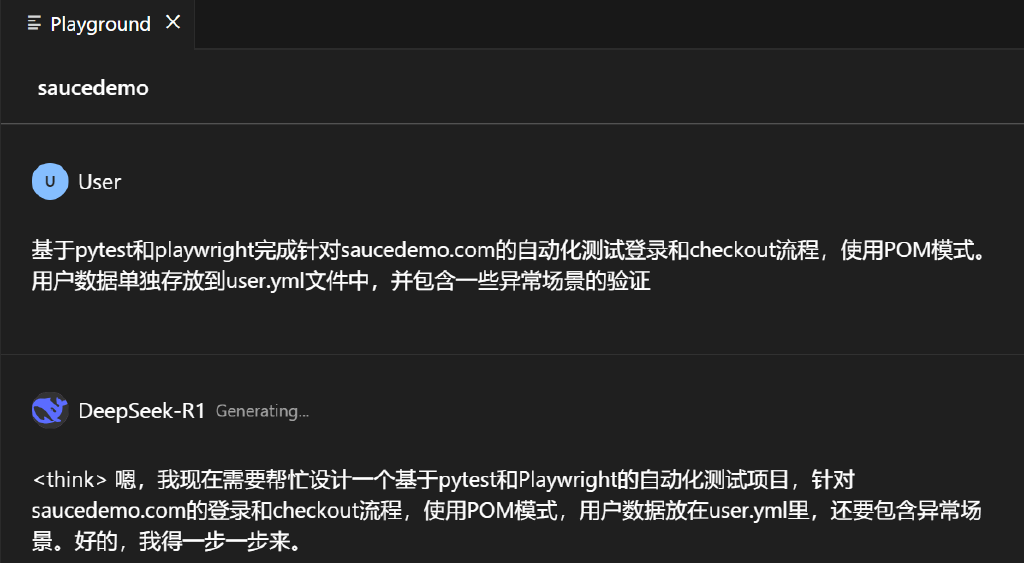 Playground
saucedemo
U User
基于pytest和playwright完成针对saucedemo.com的自动化测试登录和checkout流程，使用POM模式。
用户数据单独存放到user.yml文件中，并包含一些异常场景的验证
DeepSeek-R1 Generating...
<think> 嗯，我现在需要帮忙设计一个基于pytest和Playwright的自动化测试项目，针对
saucedemo.com的登录和checkout流程，使用POM模式，用户数据放在user.yml里，还要包含异常场
景。好的，我得一步一步来。